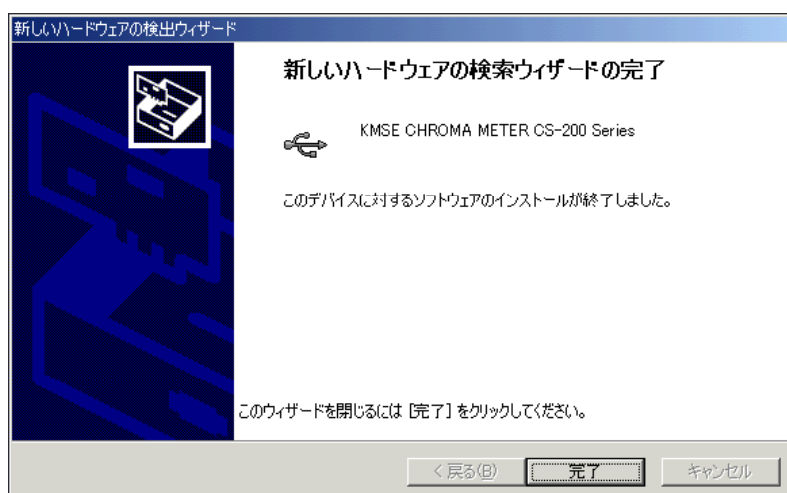 新しいハードウェアの検出ウィザード
新しいハードウェアの検索ウィザードの完了
KMSE CHROMA METER CS-200 Series
このデバイスに対するソフトウェアのインストールが終了しました。
このウィザードを閉じるには [完了] をクリックしてください。
< 戻る(B)
完了
キャンセル